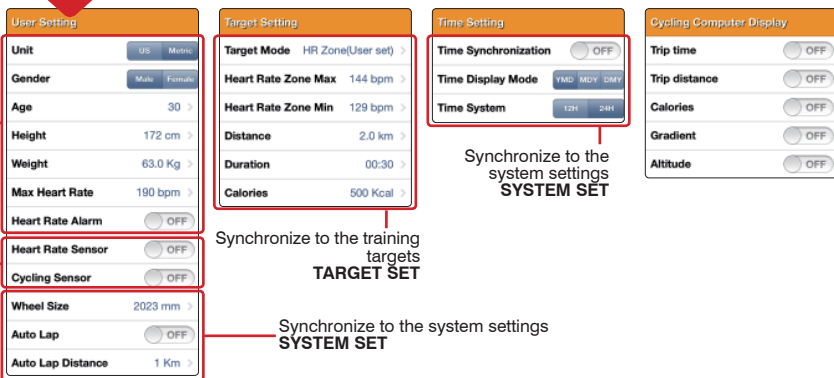 User Setting
Unit US Metric
Gender Male Female
Age 30 >
Height 172 cm >
Weight 63.0 Kg >
Max Heart Rate 190 bpm >
Heart Rate Alarm OFF
Heart Rate Sensor OFF
Cycling Sensor OFF
Wheel Size 2023 mm >
Auto Lap OFF
Auto Lap Distance 1 Km >
Target Setting
Target Mode HR Zone(User set) >
Heart Rate Zone Max 144 bpm >
Heart Rate Zone Min 129 bpm >
Distance 2.0 km >
Duration 00:30 >
Calories 500 Kcal >
Synchronize to the training
targets
TARGET SET
Time Setting
Time Synchronization OFF
Time Display Mode YMD MDY DMY
Time System 12H 24H
Synchronize to the
system settings
SYSTEM SET
Cycling Computer Display
Trip time OFF
Trip distance OFF
Calories OFF
Gradient OFF
Altitude OFF
Synchronize to the system settings
SYSTEM SET